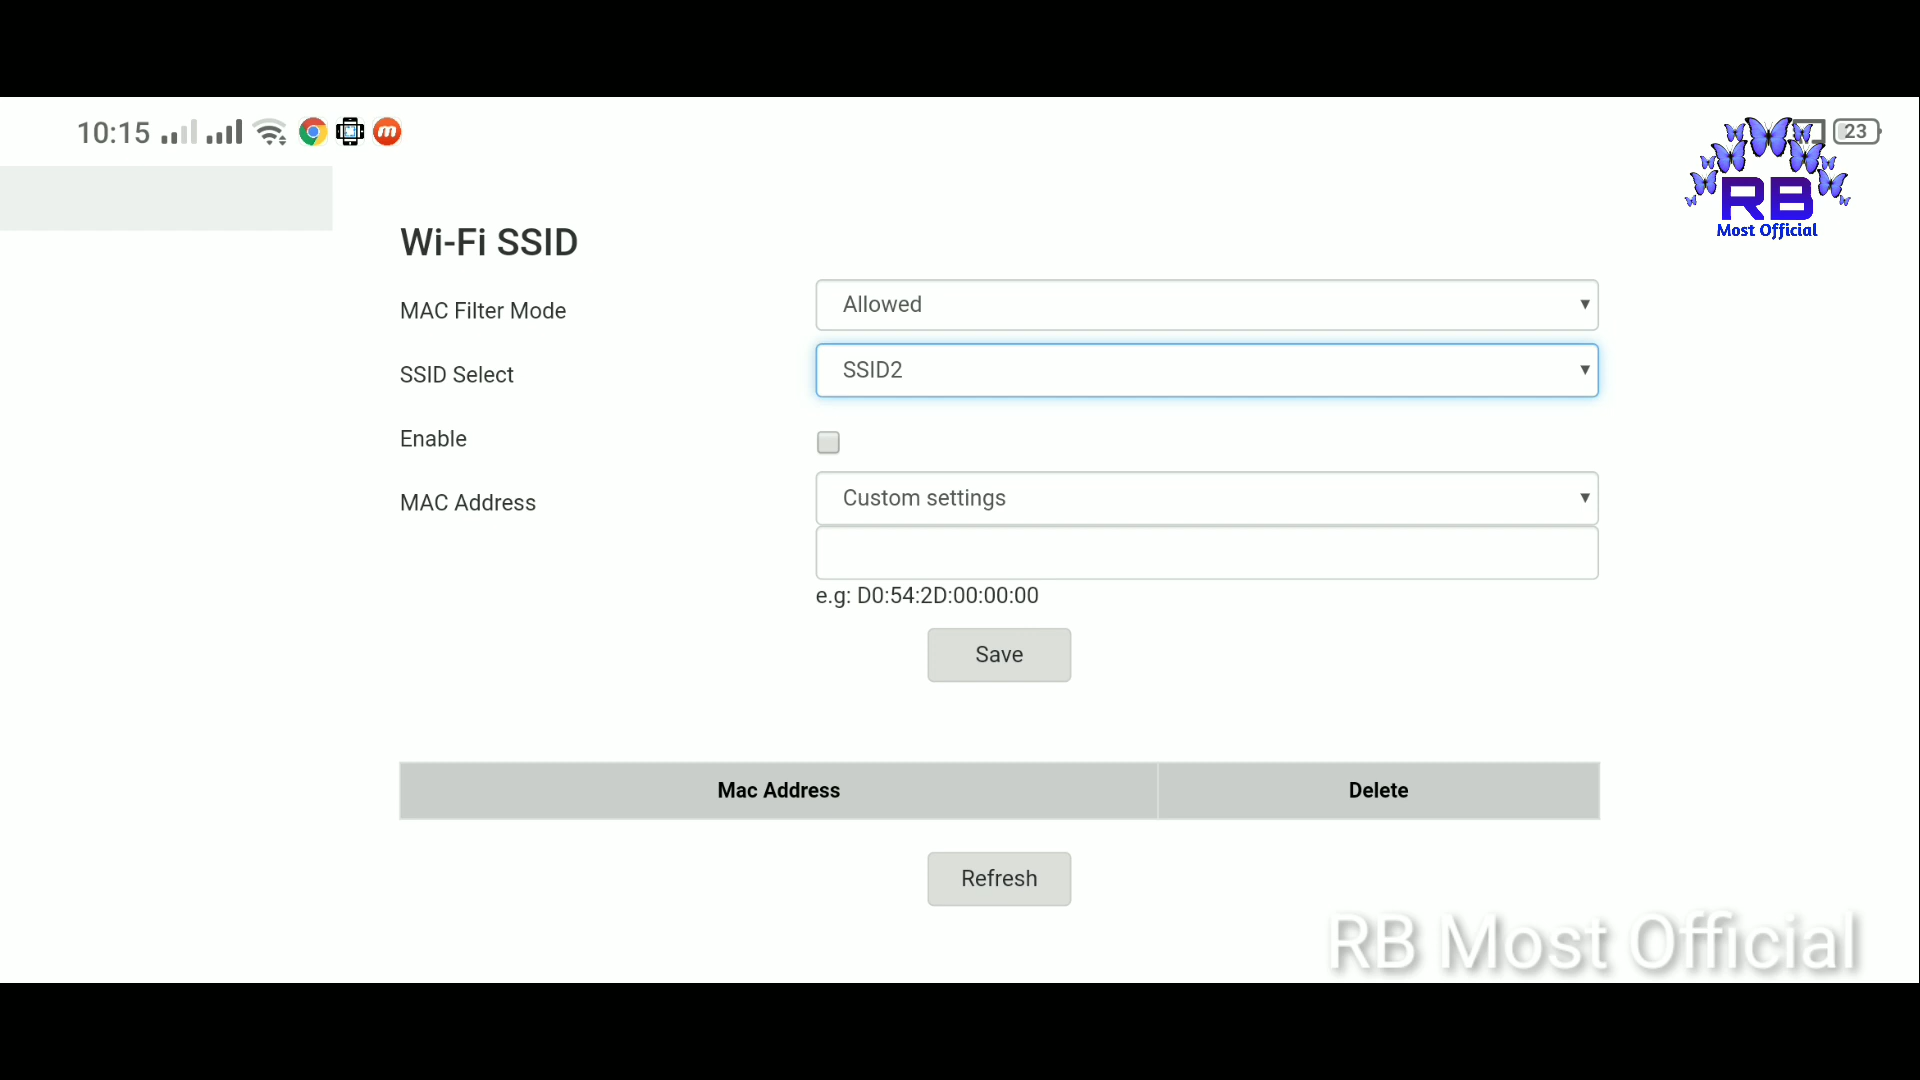 10:15
23
RB
Most Official
Wi-Fi SSID
MAC Filter Mode
Allowed
SSID Select
SSID2
Enable
MAC Address
Custom settings
e.g: D0:54:2D:00:00:00
Save
Mac Address Delete
Refresh
RB Most Official